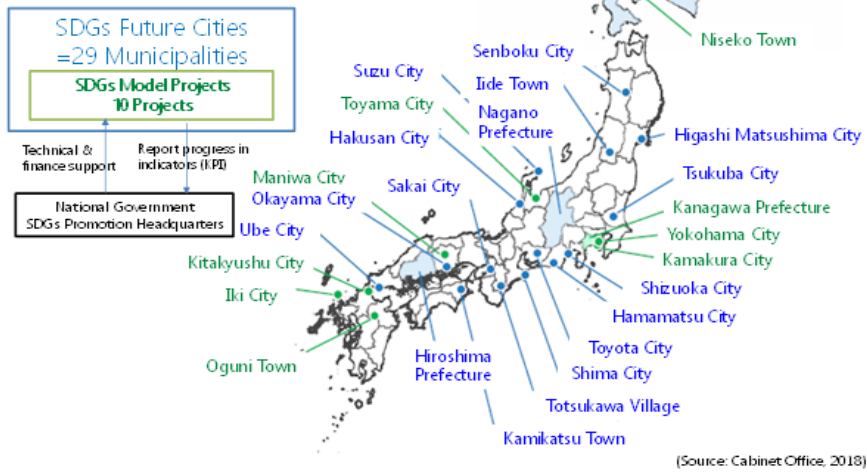 SDGs Future Cities
=29 Municipalities
SDGs Model Projects
10 Projects
Technical &
finance support
Report progress in
indicators (KPI)
National Government
SDGs Promotion Headquarters
Niseko Town
Senboku City
Suzu City
Iide Town
Toyama City
Nagano
Prefecture
Hakusan City
Higashi Matsushima City
Maniwa City
Sakai City
Tsukuba City
Okayama City
Kanagawa Prefecture
Ube City
Yokohama City
Kitakyushu City
Kamakura City
Iki City
Shizuoka City
Hamamatsu City
Oguni Town
Hiroshima
Prefecture
Toyota City
Shima City
Totsukawa Village
Kamikatsu Town
(Source: Cabinet Office, 2018)